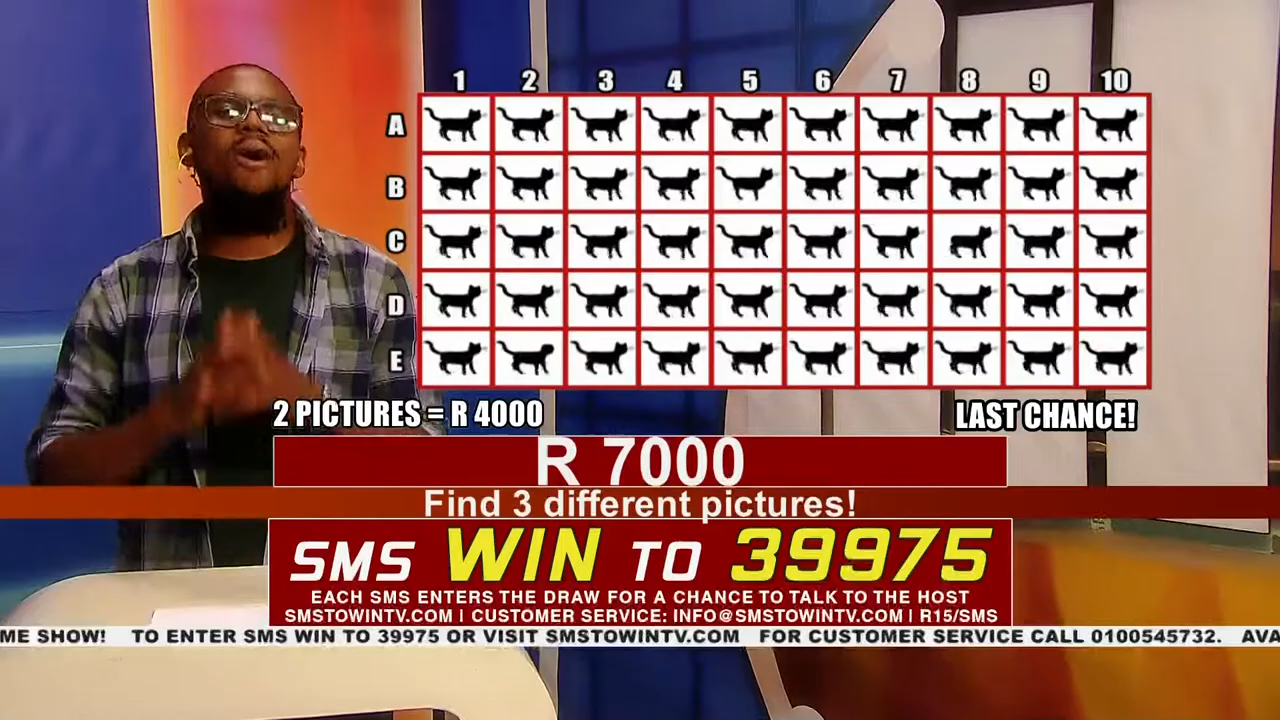 1 2 3 4 5 6 7 8 9 10
A
B
C
D
E
2 PICTURES = R 4000
LAST CHANCE!
R 7000
Find 3 different pictures!
SMS WIN TO 39975
EACH SMS ENTERS THE DRAW FOR A CHANCE TO TALK TO THE HOST
SMSTOWINTV.COM | CUSTOMER SERVICE: INFO@SMSTOWINTV.COM | R15/SMS
ME SHOW! TO ENTER SMS WIN TO 39975 OR VISIT SMSTOWINTV.COM FOR CUSTOMER SERVICE CALL 0100545732. AVA